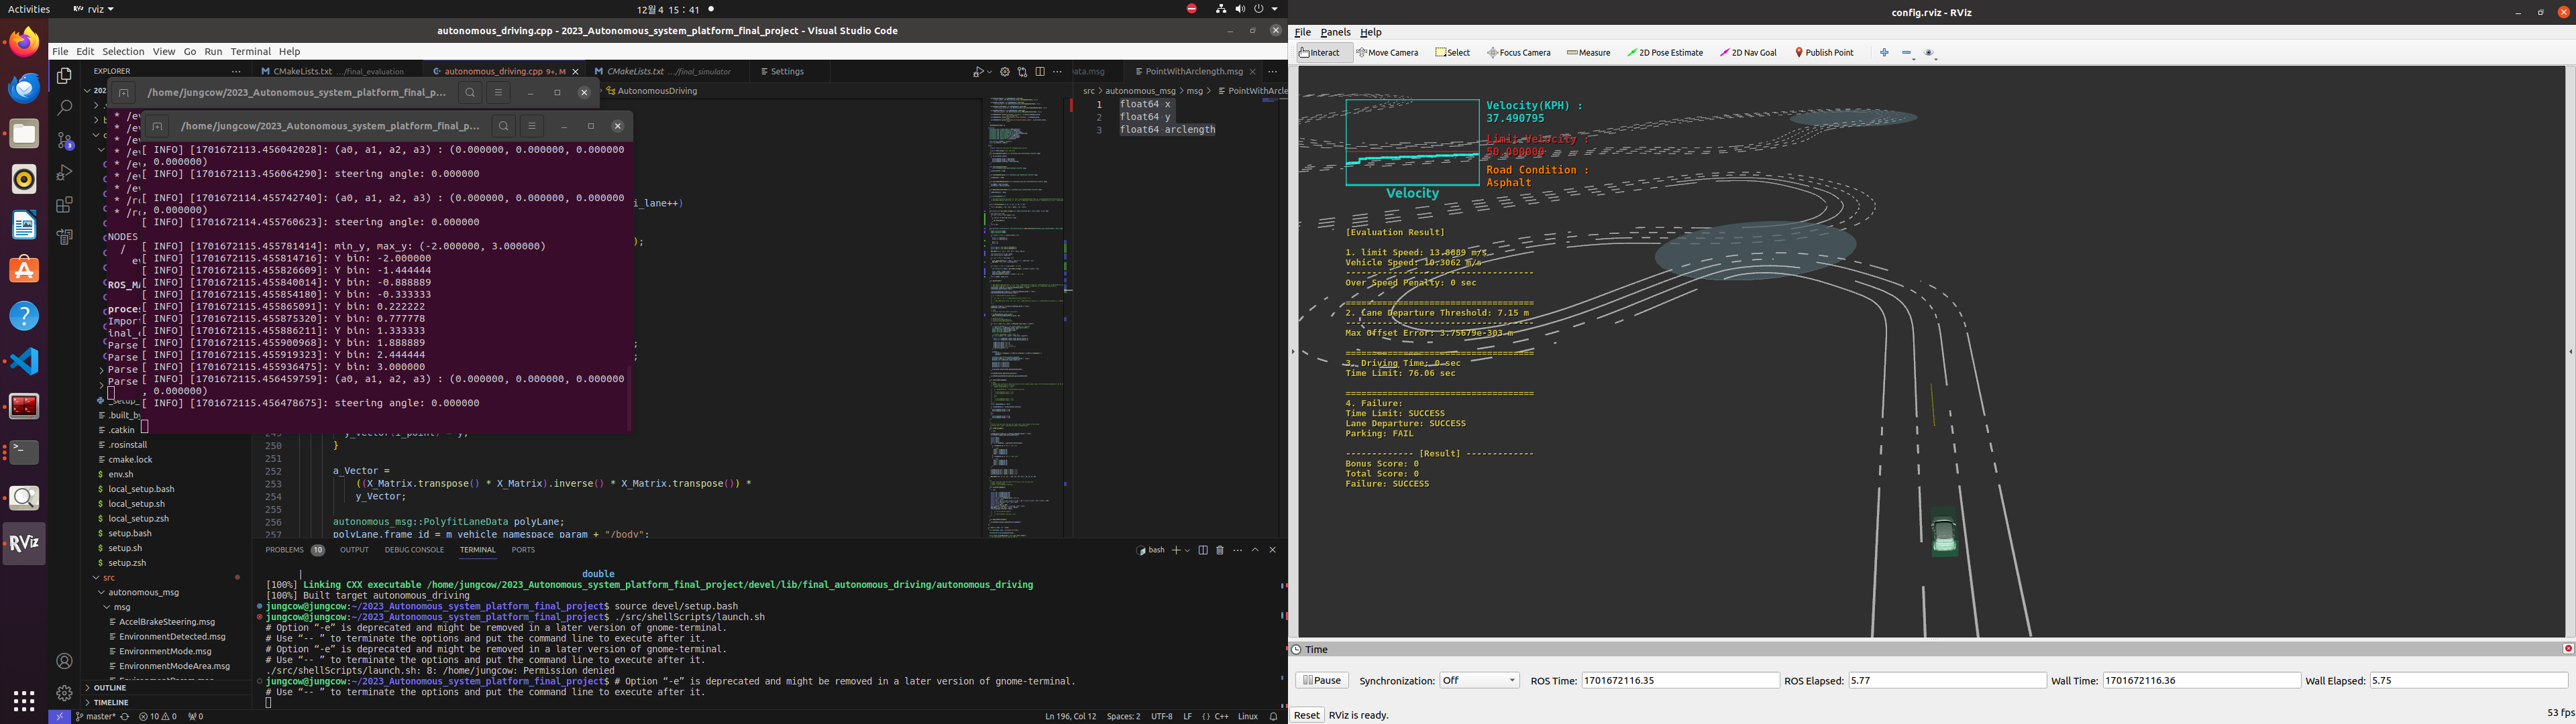 Activities
rviz
12월 4 15 : 41
autonomous_driving.cpp - 2023_Autonomous_system_platform_final_project - Visual Studio Code
config.rviz - RViz
File Edit Selection View Go Run Terminal Help
File Panels Help
Interact Move Camera Select Focus Camera Measure 2D Pose Estimate 2D Nav Goal Publish Point
EXPLORER
CMakeLists.txt .../final_evaluation
autonomous_driving.cpp 9+, M
CMakeLists.txt .../final_simulator
Settings
PointWithArclength.msg
AutonomousDriving
src > autonomous_msg > msg > PointWithArcle
1 float64 x
2 float64 y
3 float64 arclength
/home/jungcow/2023_Autonomous_system_platform_final_p...
/home/jungcow/2023_Autonomous_system_platform_final_p...
[ INFO] [1701672113.456042028]: (a0, a1, a2, a3) : (0.000000, 0.000000, 0.000000
, 0.000000)
[ INFO] [1701672113.456064290]: steering angle: 0.000000
[ INFO] [1701672114.455742740]: (a0, a1, a2, a3) : (0.000000, 0.000000, 0.000000
, 0.000000)
[ INFO] [1701672114.455760623]: steering angle: 0.000000
[ INFO] [1701672115.455781414]: min_y, max_y: (-2.000000, 3.000000)
[ INFO] [1701672115.455814716]: Y bin: -2.000000
[ INFO] [1701672115.455826609]: Y bin: -1.444444
[ INFO] [1701672115.455840014]: Y bin: -0.888889
[ INFO] [1701672115.455854180]: Y bin: -0.333333
[ INFO] [1701672115.455865091]: Y bin: 0.222222
[ INFO] [1701672115.455875320]: Y bin: 0.777778
[ INFO] [1701672115.455886211]: Y bin: 1.333333
[ INFO] [1701672115.455900968]: Y bin: 1.888889
[ INFO] [1701672115.455919323]: Y bin: 2.444444
[ INFO] [1701672115.455936475]: Y bin: 3.000000
[ INFO] [1701672115.456459759]: (a0, a1, a2, a3) : (0.000000, 0.000000, 0.000000
, 0.000000)
[ INFO] [1701672115.456478675]: steering angle: 0.000000
NODES
/
ROS_MA
proces
Import
inal_
Parse
Parse
Parse
Parse
i_lane++)
.built_by
.catkin
.rosinstall
cmake.lock
env.sh
local_setup.bash
local_setup.sh
local_setup.zsh
setup.bash
setup.sh
setup.zsh
src
autonomous_msg
msg
AccelBrakeSteering.msg
EnvironmentDetected.msg
EnvironmentMode.msg
EnvironmentModeArea.msg
OUTLINE
TIMELINE
250 }
251
252 a_Vector =
253 ((X_Matrix.transpose() * X_Matrix).inverse() * X_Matrix.transpose()) *
254 y_Vector;
255
256 autonomous_msg::PolyfitLaneData polyLane;
257 polyLane.frame_id = m_vehicle_namespace_param + "/body";
PROBLEMS 10 OUTPUT DEBUG CONSOLE TERMINAL PORTS
bash
| double
[100%] Linking CXX executable /home/jungcow/2023_Autonomous_system_platform_final_project/devel/lib/final_autonomous_driving/autonomous_driving
[100%] Built target autonomous_driving
jungcow@jungcow:~/2023_Autonomous_system_platform_final_project$ source devel/setup.bash
jungcow@jungcow:~/2023_Autonomous_system_platform_final_project$ ./src/shellScripts/launch.sh
# Option “-e” is deprecated and might be removed in a later version of gnome-terminal.
# Use “-- ” to terminate the options and put the command line to execute after it.
# Option “-e” is deprecated and might be removed in a later version of gnome-terminal.
# Use “-- ” to terminate the options and put the command line to execute after it.
./src/shellScripts/launch.sh: 8: /home/jungcow: Permission denied
jungcow@jungcow:~/2023_Autonomous_system_platform_final_project$ # Option “-e” is deprecated and might be removed in a later version of gnome-terminal.
# Use “-- ” to terminate the options and put the command line to execute after it.
master* 10 0 0
Ln 196, Col 12 Spaces: 2 UTF-8 LF {} C++ Linux
Velocity(KPH) :
37.490795
Limit Velocity :
50.000000
Road Condition :
Asphalt
Velocity
[Evaluation Result]
1. limit Speed: 13.8889 m/s
Vehicle Speed: 10.3062 m/s
-----------------------------------
Over Speed Penalty: 0 sec
===================================
2. Lane Departure Threshold: 7.15 m
-----------------------------------
Max Offset Error: 3.75679e-303 m
===================================
3. Driving Time: 0 sec
Time Limit: 76.06 sec
===================================
4. Failure:
Time Limit: SUCCESS
Lane Departure: SUCCESS
Parking: FAIL
------------- [Result] -------------
Bonus Score: 0
Total Score: 0
Failure: SUCCESS
Time
Pause Synchronization: Off ROS Time: 1701672116.35 ROS Elapsed: 5.77 Wall Time: 1701672116.36 Wall Elapsed: 5.75
Reset RViz is ready.
53 fps